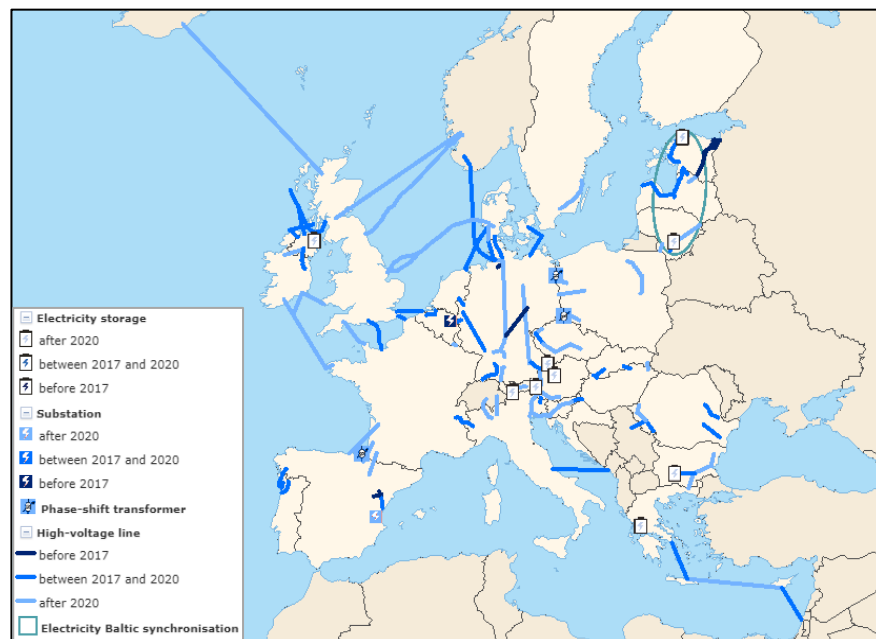 Electricity storage
after 2020
between 2017 and 2020
before 2017
Substation
after 2020
between 2017 and 2020
before 2017
Phase-shift transformer
High-voltage line
before 2017
between 2017 and 2020
after 2020
Electricity Baltic synchronisation